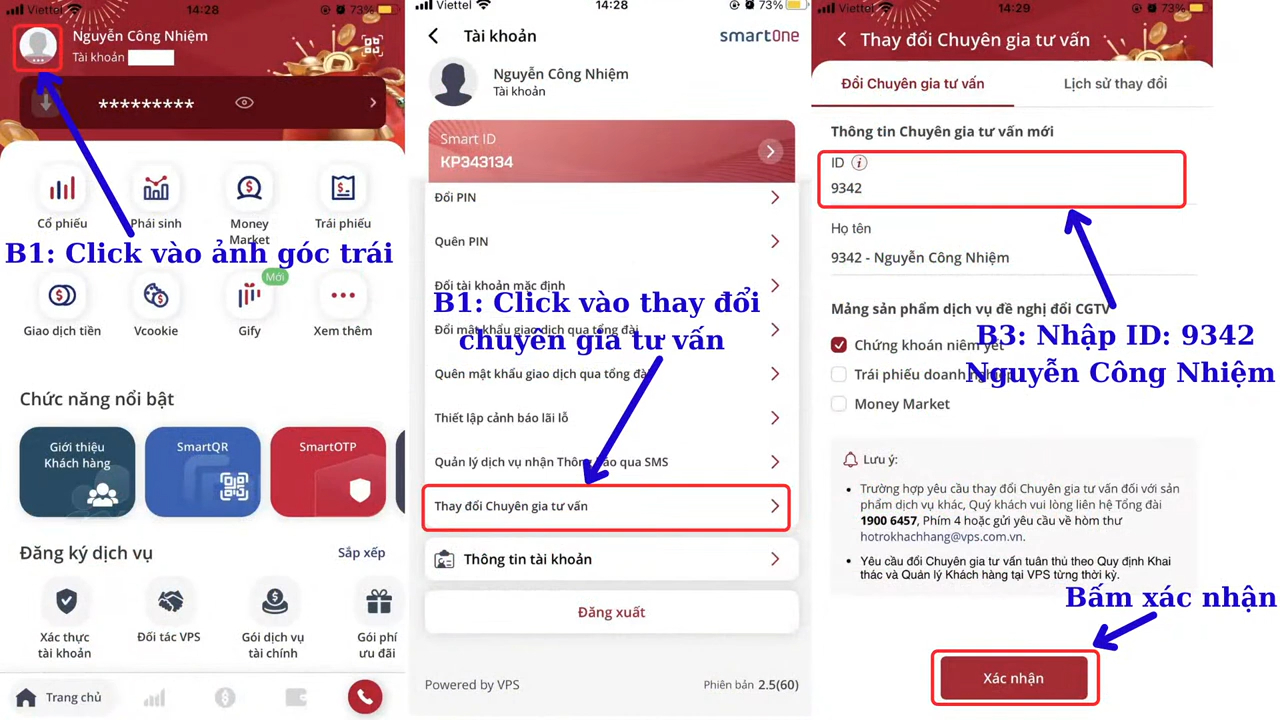 Viettel 14:28 73%
Nguyễn Công Nhiệm
Tài khoản
*********
Cổ phiếu
Phái sinh
Money
Market
Trái phiếu
B1: Click vào ảnh góc trái
Mới
Giao dịch tiền
Vcookie
Gify
Xem thêm
Chức năng nổi bật
Giới thiệu
Khách hàng
SmartQR
SmartOTP
Đăng ký dịch vụ
Sắp xếp
Xác thực
tài khoản
Đối tác VPS
Gói dịch vụ
tài chính
Gói phí
ưu đãi
Trang chủ
Viettel 14:28 73%
Tài khoản
smartOne
Nguyễn Công Nhiệm
Tài khoản
Smart ID
KP343134
Đổi PIN
Quên PIN
Đổi tài khoản mặc định
B1: Click vào thay đổi
Đổi mật khẩu giao dịch qua tổng đài
chuyên gia tư vấn
Quên mật khẩu giao dịch qua tổng đài
Thiết lập cảnh báo lãi lỗ
Quản lý dịch vụ nhận Thông báo qua SMS
Thay đổi Chuyên gia tư vấn
Thông tin tài khoản
Đăng xuất
Powered by VPS
Phiên bản 2.5(60)
Viettel 14:29 73%
Thay đổi Chuyên gia tư vấn
Đổi Chuyên gia tư vấn
Lịch sử thay đổi
Thông tin Chuyên gia tư vấn mới
ID i
9342
Họ tên
9342 - Nguyễn Công Nhiệm
Mảng sản phẩm dịch vụ đề nghị đổi CGTV
B3: Nhập ID: 9342
Chứng khoán niêm yết
Nguyễn Công Nhiệm
Trái phiếu doanh nghiệp
Money Market
Lưu ý:
• Trường hợp yêu cầu thay đổi Chuyên gia tư vấn đối với sản
phẩm dịch vụ khác, Quý khách vui lòng liên hệ Tổng đài
1900 6457, Phím 4 hoặc gửi yêu cầu về hòm thư
hotrokhachhang@vps.com.vn.
• Yêu cầu đổi Chuyên gia tư vấn tuân thủ theo Quy định Khai
thác và Quản lý Khách hàng tại VPS từng thời kỳ.
Bấm xác nhận
Xác nhận